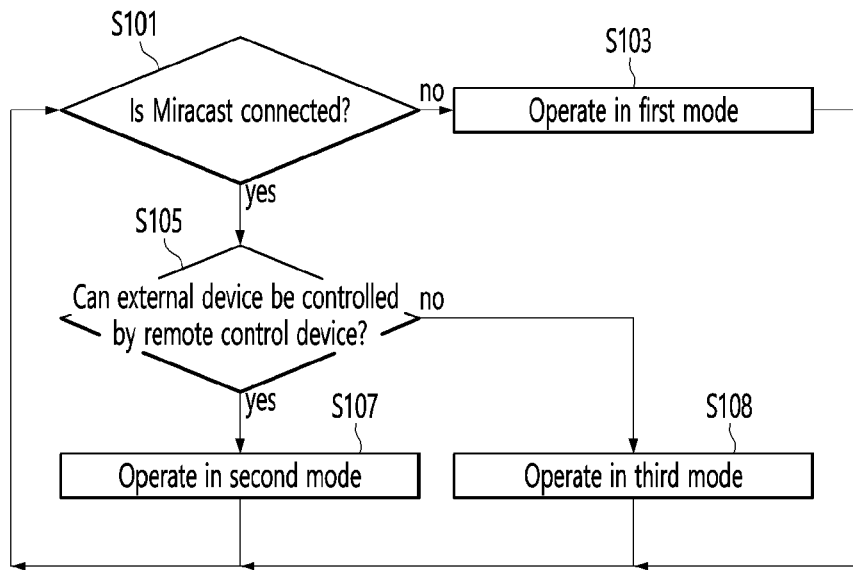 S101
Is Miracast connected?
no
S103
Operate in first mode
yes
S105
Can external device be controlled
by remote control device?
no
yes
S107
Operate in second mode
S108
Operate in third mode